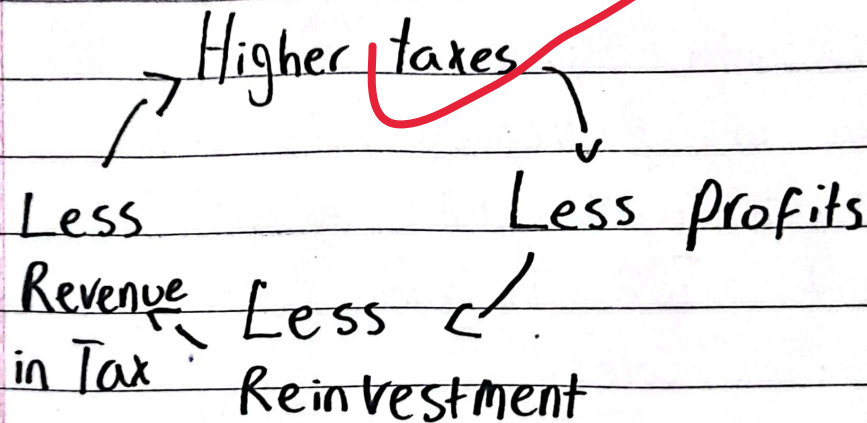 Higher taxes
Less Profits
Less
Reinvestment
Less
Revenue
in Tax